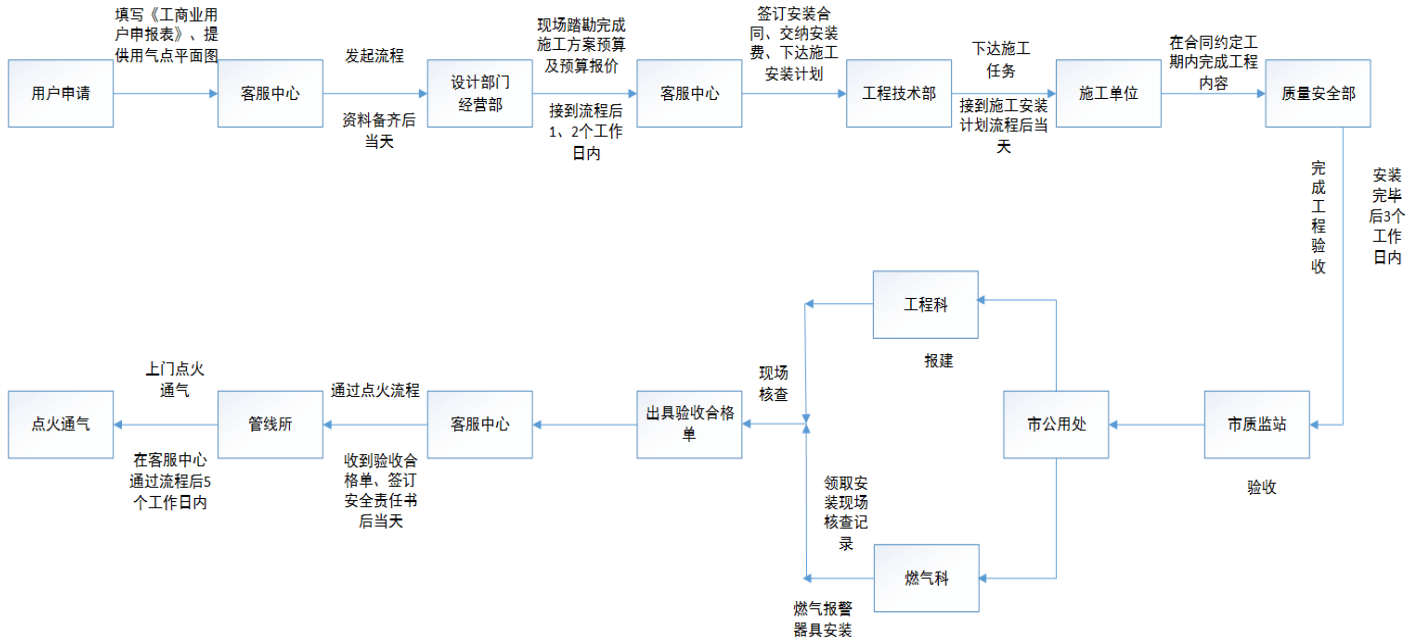 填写《工商业用
户申报表》、提
供用气点平面图
用户申请
客服中心
发起流程
资料备齐后
当天
设计部门
经营部
现场踏勘完成
施工方案预算
及预算报价
接到流程后
1、2个工作
日内
客服中心
签订安装合
同、交纳安装
费、下达施工
安装计划
工程技术部
下达施工
任务
接到施工安装
计划流程后当
天
施工单位
在合同约定工
期内完成工程
内容
质量安全部
完
成
工
程
验
收
安装
完毕
后3个
工作
日内
市质监站
验收
市公用处
工程科
报建
燃气科
领取安
装现场
核查记
录
燃气报警
器具安装
现场
核查
出具验收合格
单
客服中心
通过点火流程
收到验收合
格单、签订
安全责任书
后当天
管线所
上门点火
通气
在客服中心
通过流程后5
个工作日内
点火通气